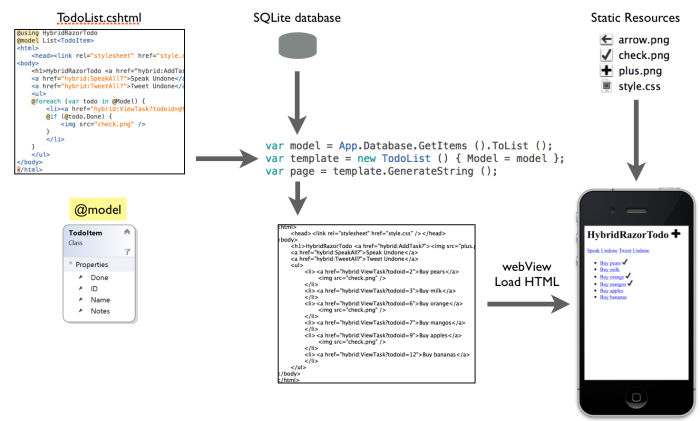 TodoList.cshtml
@using HybridRazorTodo
@model List<TodoItem>
<html>
<head><link rel="stylesheet" href="style.
<body>
<h1>HybridRazorTodo <a href="hybrid:AddTas
<a href="hybrid:SpeakAll?">Speak Undone</a
<a href="hybrid:TweetAll?">Tweet Undone</a
<ul>
@foreach (var todo in @Model) {
<li><a href="hybrid:ViewTask?todoid=@t
@if (@todo.Done) {
<img src="check.png" />
}
</li>
}
</ul>
</body>
</html>
@model
TodoItem
Class
Properties
Done
ID
Name
Notes
SQLite database
var model = App.Database.GetItems ().ToList ();
var template = new TodoList () { Model = model };
var page = template.GenerateString ();
<html>
<head> <link rel="stylesheet" href="style.css" /></head>
<body>
<h1>HybridRazorTodo <a href="hybrid:AddTask?"> <img src="plus.
<a href="hybrid:SpeakAll?">Speak Undone</a>
<a href="hybrid:TweetAll?">Tweet Undone</a>
<ul>
<li> <a href="hybrid:ViewTask?todoid=2">Buy pears</a>
<img src="check.png" />
</li>
<li> <a href="hybrid:ViewTask?todoid=3">Buy milk</a>
</li>
<li> <a href="hybrid:ViewTask?todoid=6">Buy orange</a>
<img src="check.png" />
</li>
<li> <a href="hybrid:ViewTask?todoid=7">Buy mangos</a>
</li>
<li> <a href="hybrid:ViewTask?todoid=9">Buy apples</a>
<img src="check.png" />
</li>
<li> <a href="hybrid:ViewTask?todoid=12">Buy bananas</a>
</li>
</ul>
</body>
</html>
webView
Load HTML
Static Resources
arrow.png
check.png
plus.png
style.css
HybridRazorTodo
Speak Undone Tweet Undone
Buy pears
Buy milk
Buy orange
Buy mangos
Buy apples
Buy bananas